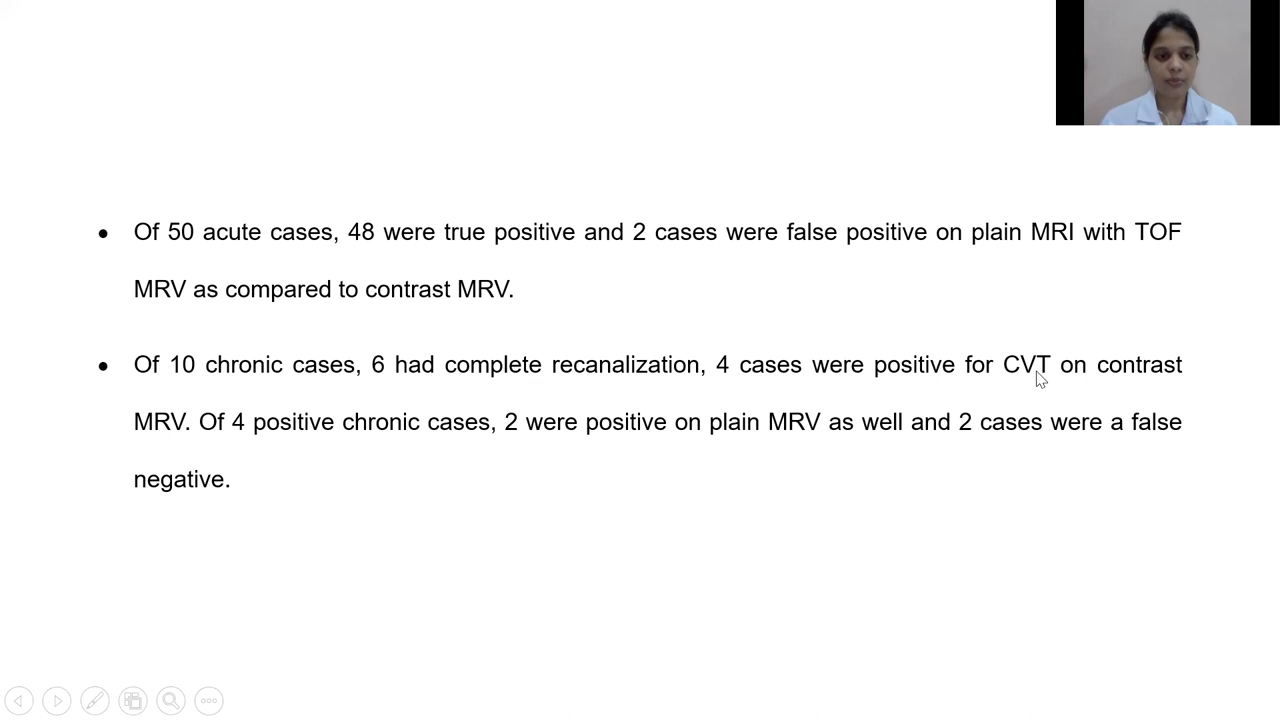 • Of 50 acute cases, 48 were true positive and 2 cases were false positive on plain MRI with TOF
MRV as compared to contrast MRV.
• Of 10 chronic cases, 6 had complete recanalization, 4 cases were positive for CVT on contrast
MRV. Of 4 positive chronic cases, 2 were positive on plain MRV as well and 2 cases were a false
negative.